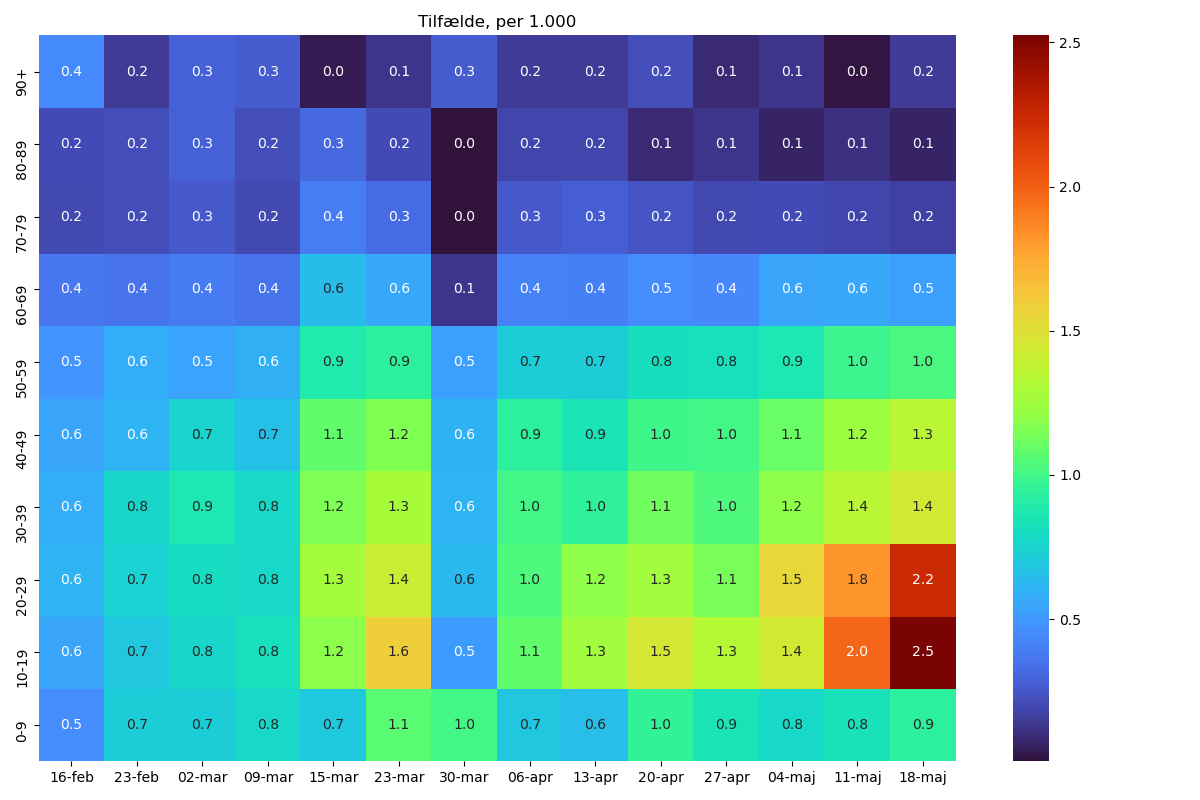 Tilfælde, per 1.000
90+ 0.4 0.2 0.3 0.3 0.0 0.1 0.3 0.2 0.2 0.2 0.1 0.1 0.0 0.2
80-89 0.2 0.2 0.3 0.2 0.3 0.2 0.0 0.2 0.2 0.1 0.1 0.1 0.1 0.1
70-79 0.2 0.2 0.3 0.2 0.4 0.3 0.0 0.3 0.3 0.2 0.2 0.2 0.2 0.2
60-69 0.4 0.4 0.4 0.4 0.6 0.6 0.1 0.4 0.4 0.5 0.4 0.6 0.6 0.5
50-59 0.5 0.6 0.5 0.6 0.9 0.9 0.5 0.7 0.7 0.8 0.8 0.9 1.0 1.0
40-49 0.6 0.6 0.7 0.7 1.1 1.2 0.6 0.9 0.9 1.0 1.0 1.1 1.2 1.3
30-39 0.6 0.8 0.9 0.8 1.2 1.3 0.6 1.0 1.0 1.1 1.0 1.2 1.4 1.4
20-29 0.6 0.7 0.8 0.8 1.3 1.4 0.6 1.0 1.2 1.3 1.1 1.5 1.8 2.2
10-19 0.6 0.7 0.8 0.8 1.2 1.6 0.5 1.1 1.3 1.5 1.3 1.4 2.0 2.5
0-9 0.5 0.7 0.7 0.8 0.7 1.1 1.0 0.7 0.6 1.0 0.9 0.8 0.8 0.9
16-feb 23-feb 02-mar 09-mar 15-mar 23-mar 30-mar 06-apr 13-apr 20-apr 27-apr 04-maj 11-maj 18-maj
2.5
2.0
1.5
1.0
0.5